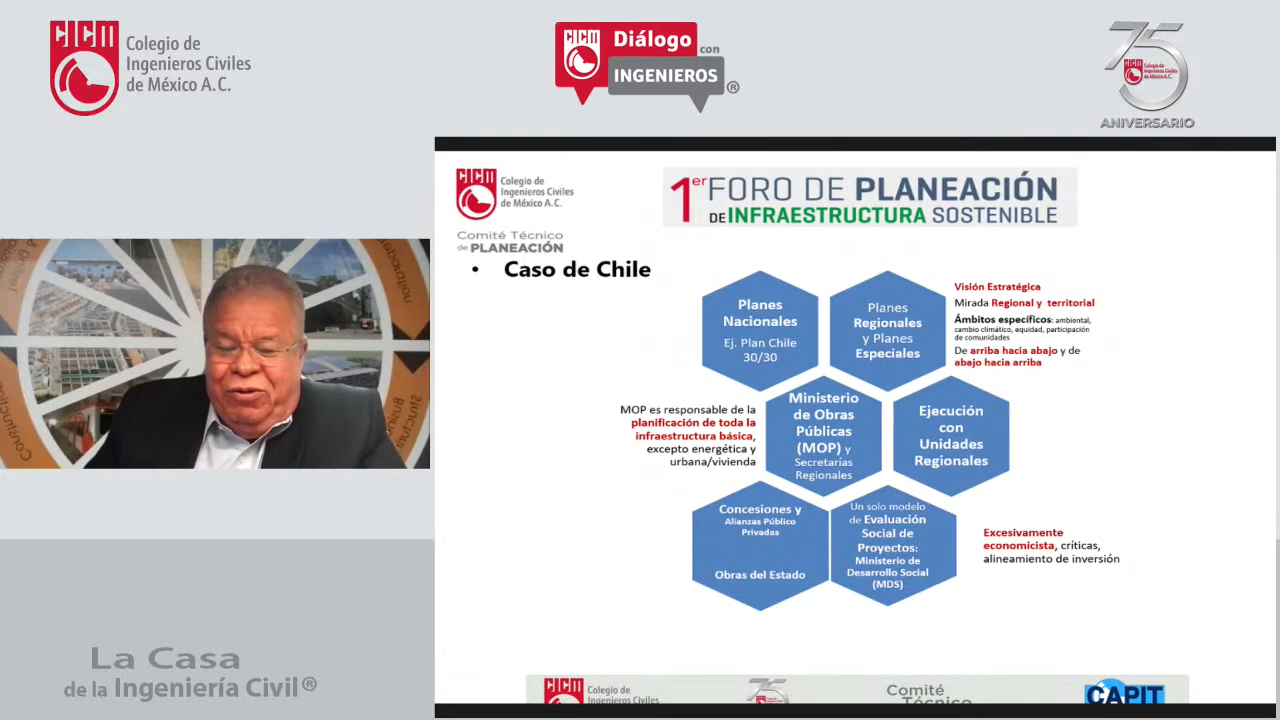 CICM
Colegio de
Ingenieros Civiles
de México A.C.
CICM
Diálogo
con
INGENIEROS®
75
CICM
ANIVERSARIO
CICM
Colegio de
Ingenieros Civiles
de México A.C.
Comité Técnico
de PLANEACIÓN
1er FORO DE PLANEACIÓN
DE INFRAESTRUCTURA SOSTENIBLE
• Caso de Chile
Planes
Nacionales
Ej. Plan Chile
30/30
Planes
Regionales
y Planes
Especiales
Visión Estratégica
Mirada Regional y territorial
Ámbitos específicos: ambiental,
cambio climático, equidad, participación
de comunidades
De arriba hacia abajo y de
abajo hacia arriba
MOP es responsable de la
planificación de toda la
infraestructura básica,
excepto energética y
urbana/vivienda
Ministerio
de Obras
Públicas
(MOP) y
Secretarías
Regionales
Ejecución
con
Unidades
Regionales
Concesiones y
Alianzas Público
Privadas
Obras del Estado
Un solo modelo
de Evaluación
Social de
Proyectos:
Ministerio de
Desarrollo Social
(MDS)
Excesivamente
economicista, críticas,
alineamiento de inversión
La Casa
de la Ingeniería Civil®
CICM
Colegio de
Ingenieros Civiles
75
Comité
Técnico
CAPIT